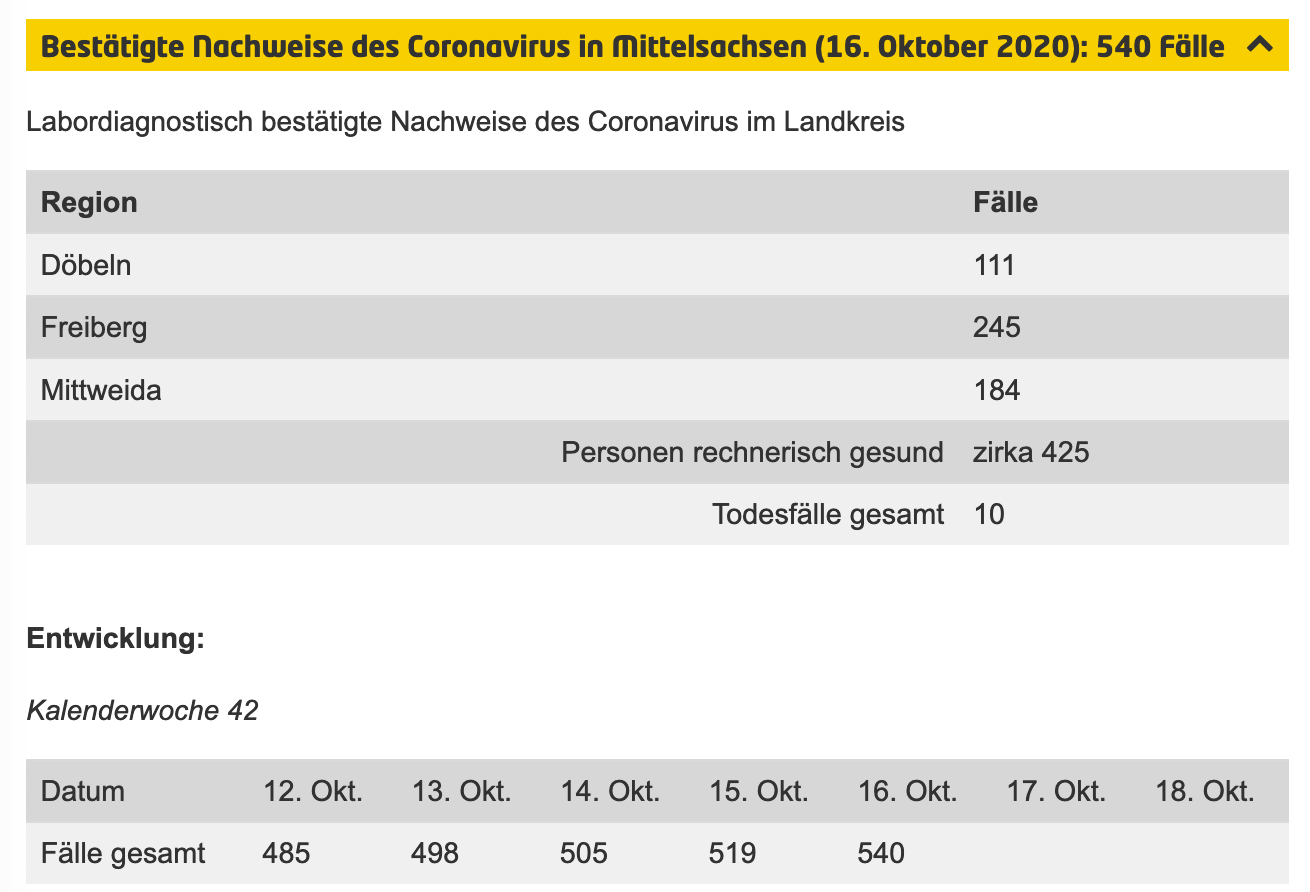 Bestätigte Nachweise des Coronavirus in Mittelsachsen (16. Oktober 2020): 540 Fälle
Labordiagnostisch bestätigte Nachweise des Coronavirus im Landkreis
Region Fälle
Döbeln 111
Freiberg 245
Mittweida 184
Personen rechnerisch gesund zirka 425
Todesfälle gesamt 10
Entwicklung:
Kalenderwoche 42
Datum 12. Okt. 13. Okt. 14. Okt. 15. Okt. 16. Okt. 17. Okt. 18. Okt.
Fälle gesamt 485 498 505 519 540